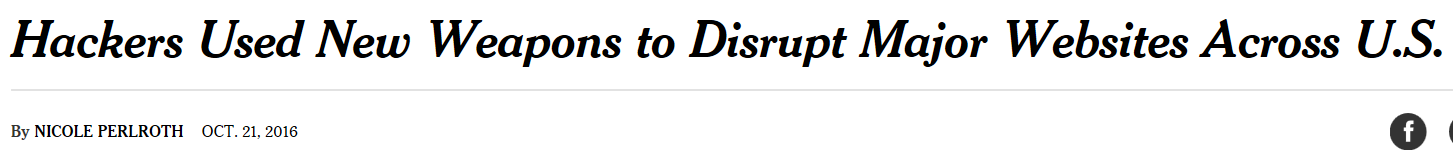 Hackers Used New Weapons to Disrupt Major Websites Across U.S.
By NICOLE PERLROTH OCT. 21, 2016
f